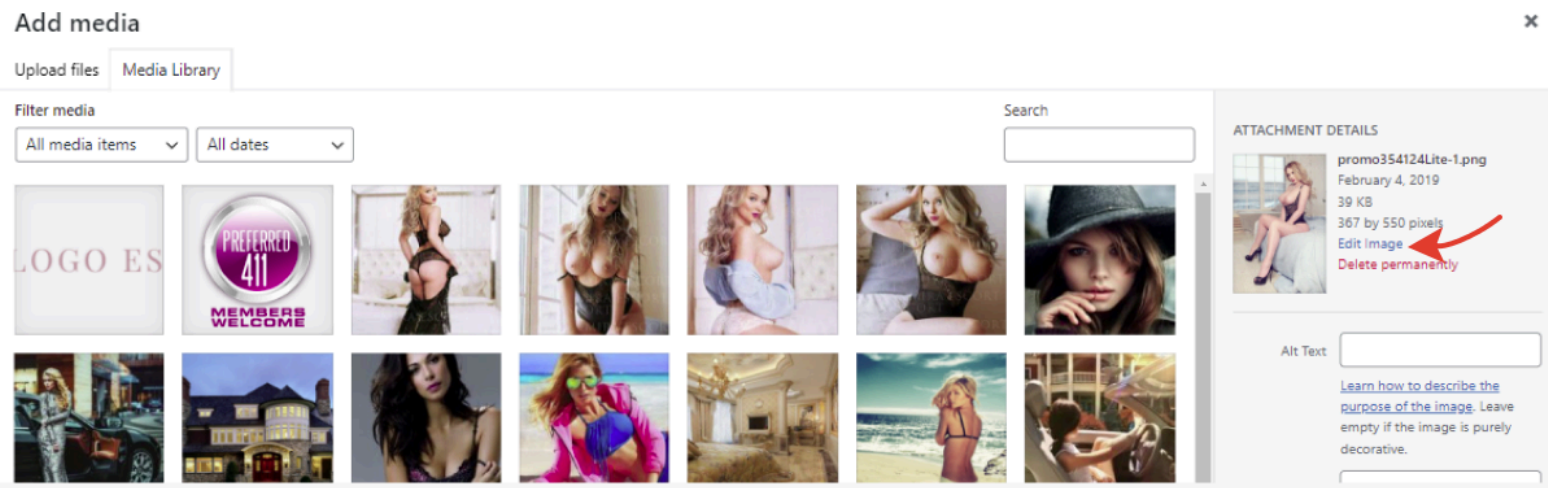 Add media
Upload files
Media Library
Filter media
All media items
All dates
Search
LOGO ES
PREFERRED
411
MEMBERS
WELCOME
ATTACHMENT DETAILS
promo354124Lite-1.png
February 4, 2019
39 KB
367 by 550 pixels
Edit Image
Delete permanently
Alt Text
Learn how to describe the
purpose of the image. Leave
empty if the image is purely
decorative.